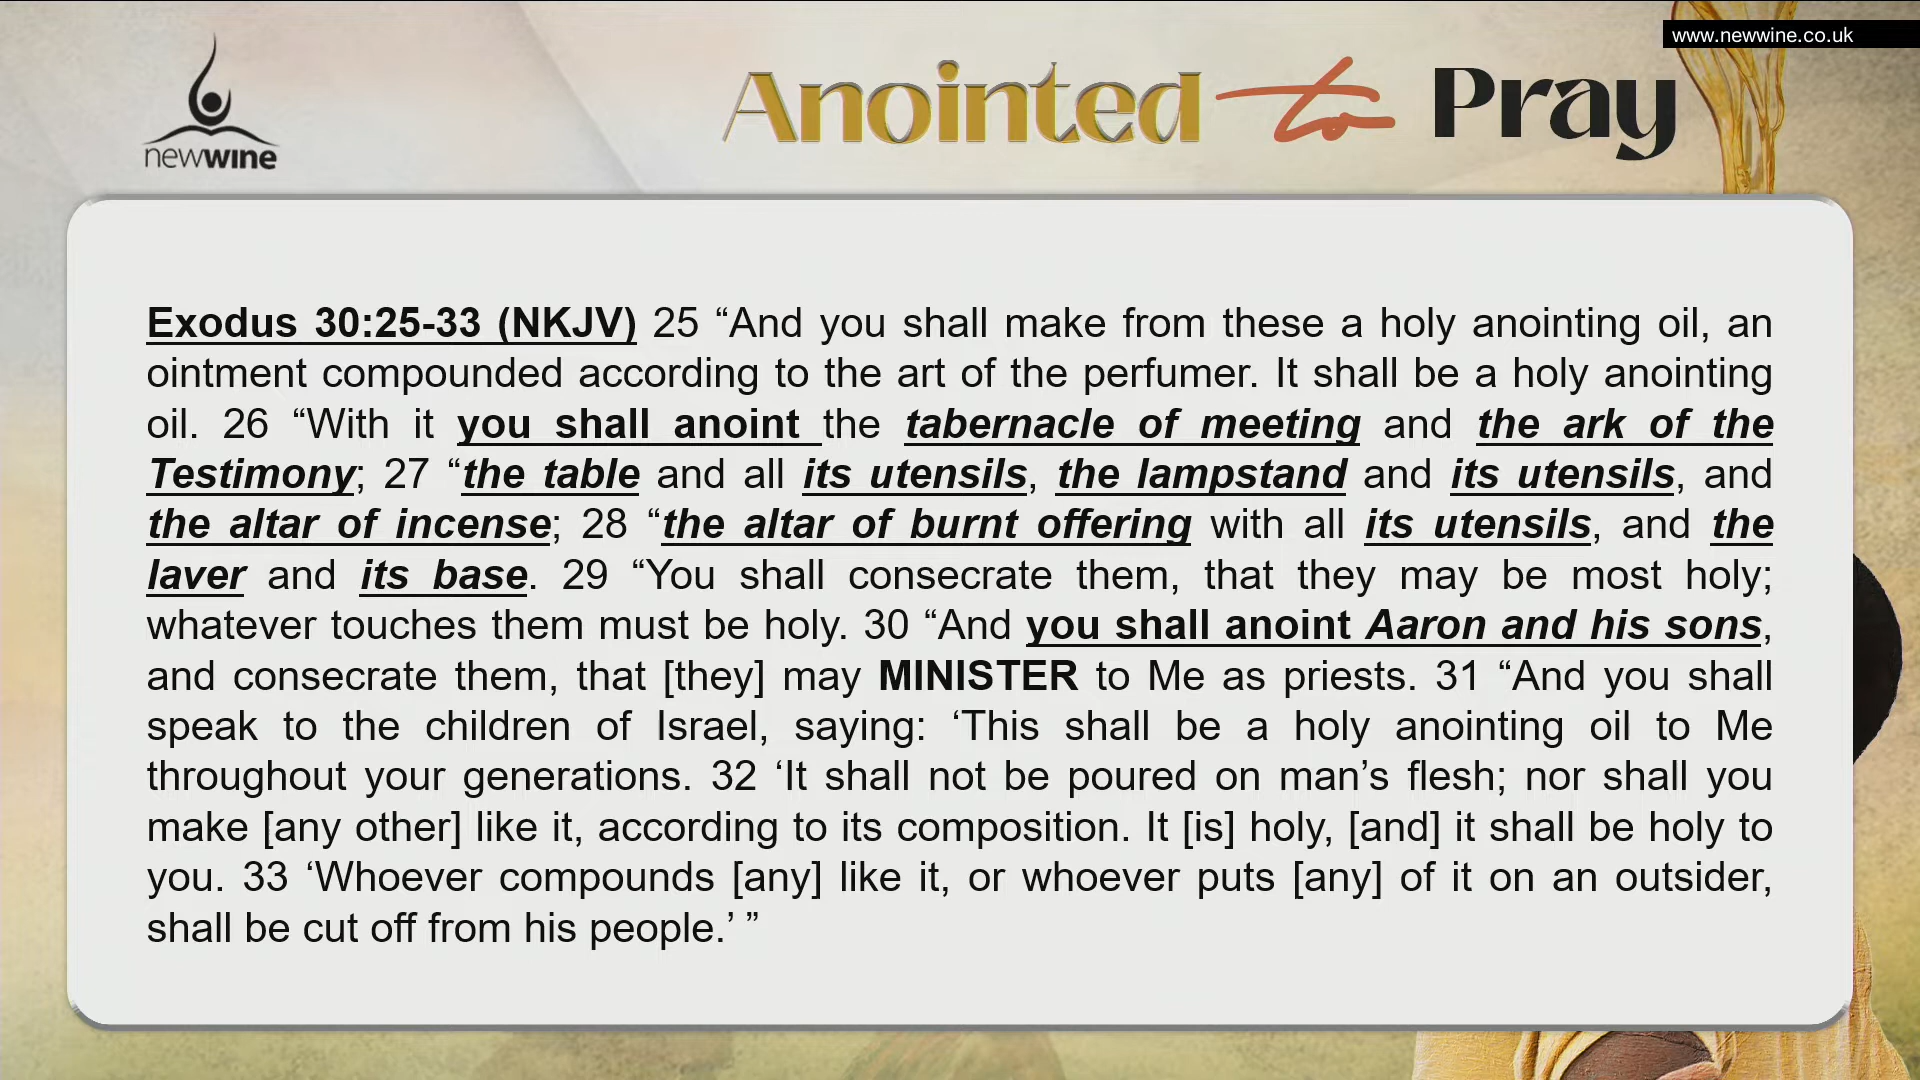 www.newwine.co.uk
newwine
Anointed to Pray
Exodus 30:25-33 (NKJV) 25 “And you shall make from these a holy anointing oil, an
ointment compounded according to the art of the perfumer. It shall be a holy anointing
oil. 26 “With it you shall anoint the tabernacle of meeting and the ark of the
Testimony; 27 “the table and all its utensils, the lampstand and its utensils, and
the altar of incense; 28 “the altar of burnt offering with all its utensils, and the
laver and its base. 29 “You shall consecrate them, that they may be most holy;
whatever touches them must be holy. 30 “And you shall anoint Aaron and his sons,
and consecrate them, that [they] may MINISTER to Me as priests. 31 “And you shall
speak to the children of Israel, saying: ‘This shall be a holy anointing oil to Me
throughout your generations. 32 ‘It shall not be poured on man’s flesh; nor shall you
make [any other] like it, according to its composition. It [is] holy, [and] it shall be holy to
you. 33 ‘Whoever compounds [any] like it, or whoever puts [any] of it on an outsider,
shall be cut off from his people.’ ”